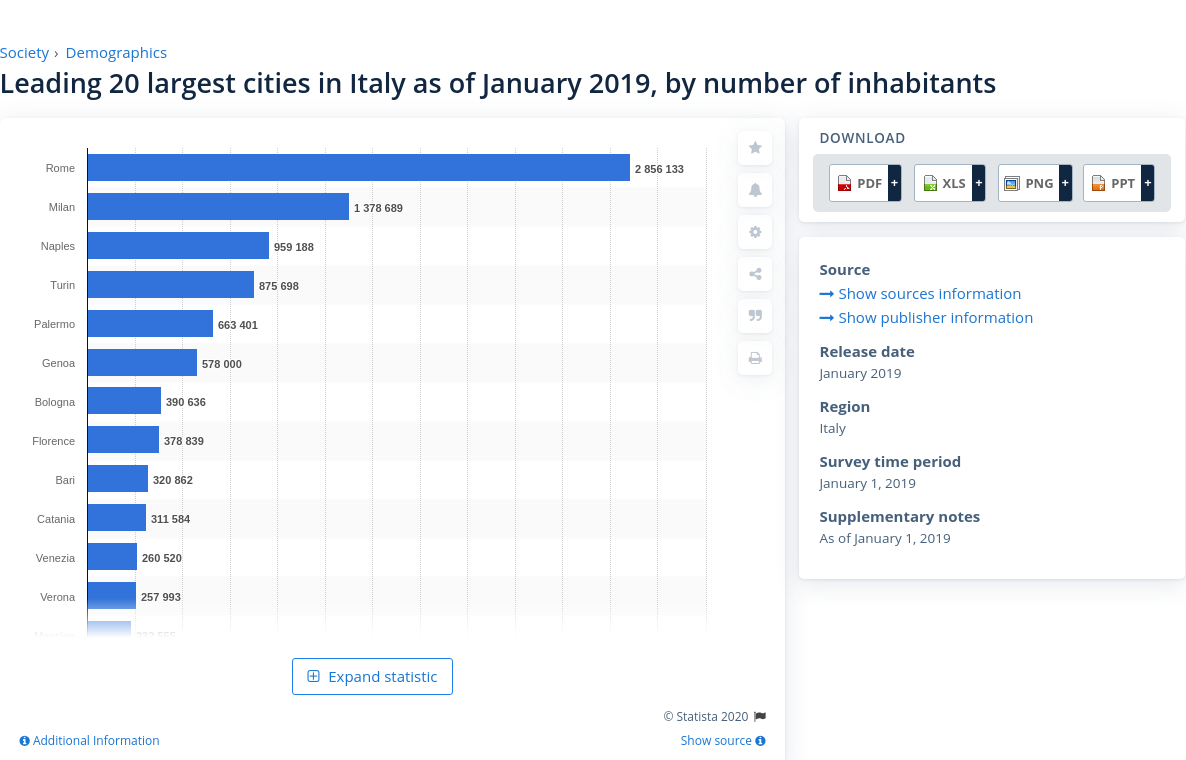 Society › Demographics
Leading 20 largest cities in Italy as of January 2019, by number of inhabitants
Rome 2 856 133
Milan 1 378 689
Naples 959 188
Turin 875 698
Palermo 663 401
Genoa 578 000
Bologna 390 636
Florence 378 839
Bari 320 862
Catania 311 584
Venezia 260 520
Verona 257 993
Expand statistic
© Statista 2020
Additional Information
Show source
DOWNLOAD
PDF + XLS + PNG + PPT +
Source
Show sources information
Show publisher information
Release date
January 2019
Region
Italy
Survey time period
January 1, 2019
Supplementary notes
As of January 1, 2019